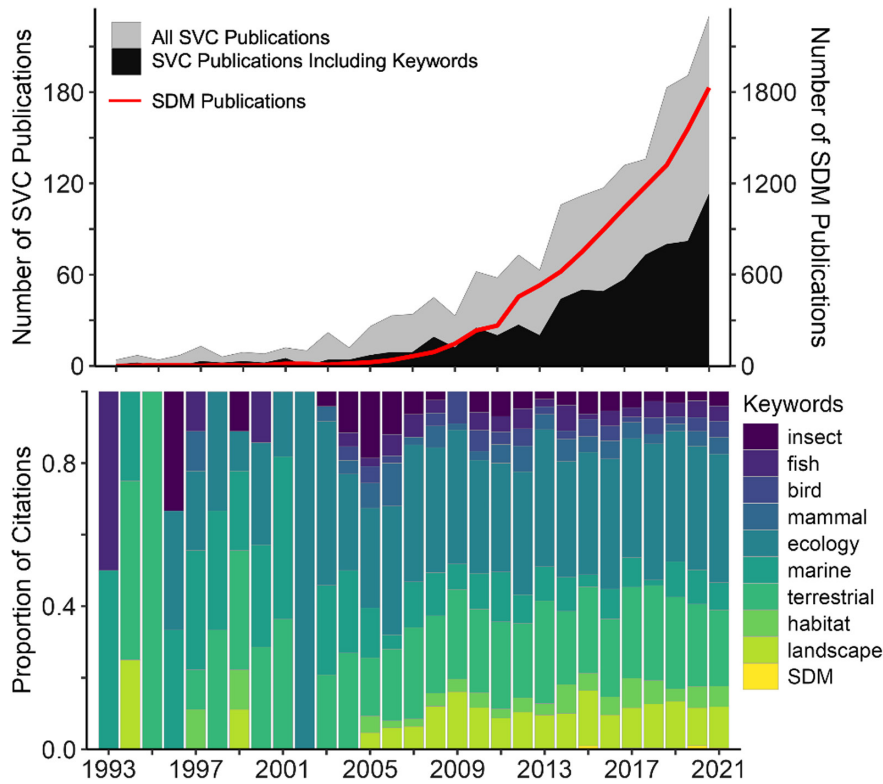 All SVC Publications
SVC Publications Including Keywords
SDM Publications
Number of SVC Publications
180
120
60
0
Number of SDM Publications
1800
1200
600
0
Proportion of Citations
0.8
0.4
0.0
1993 1997 2001 2005 2009 2013 2017 2021
Keywords
insect
fish
bird
mammal
ecology
marine
terrestrial
habitat
landscape
SDM